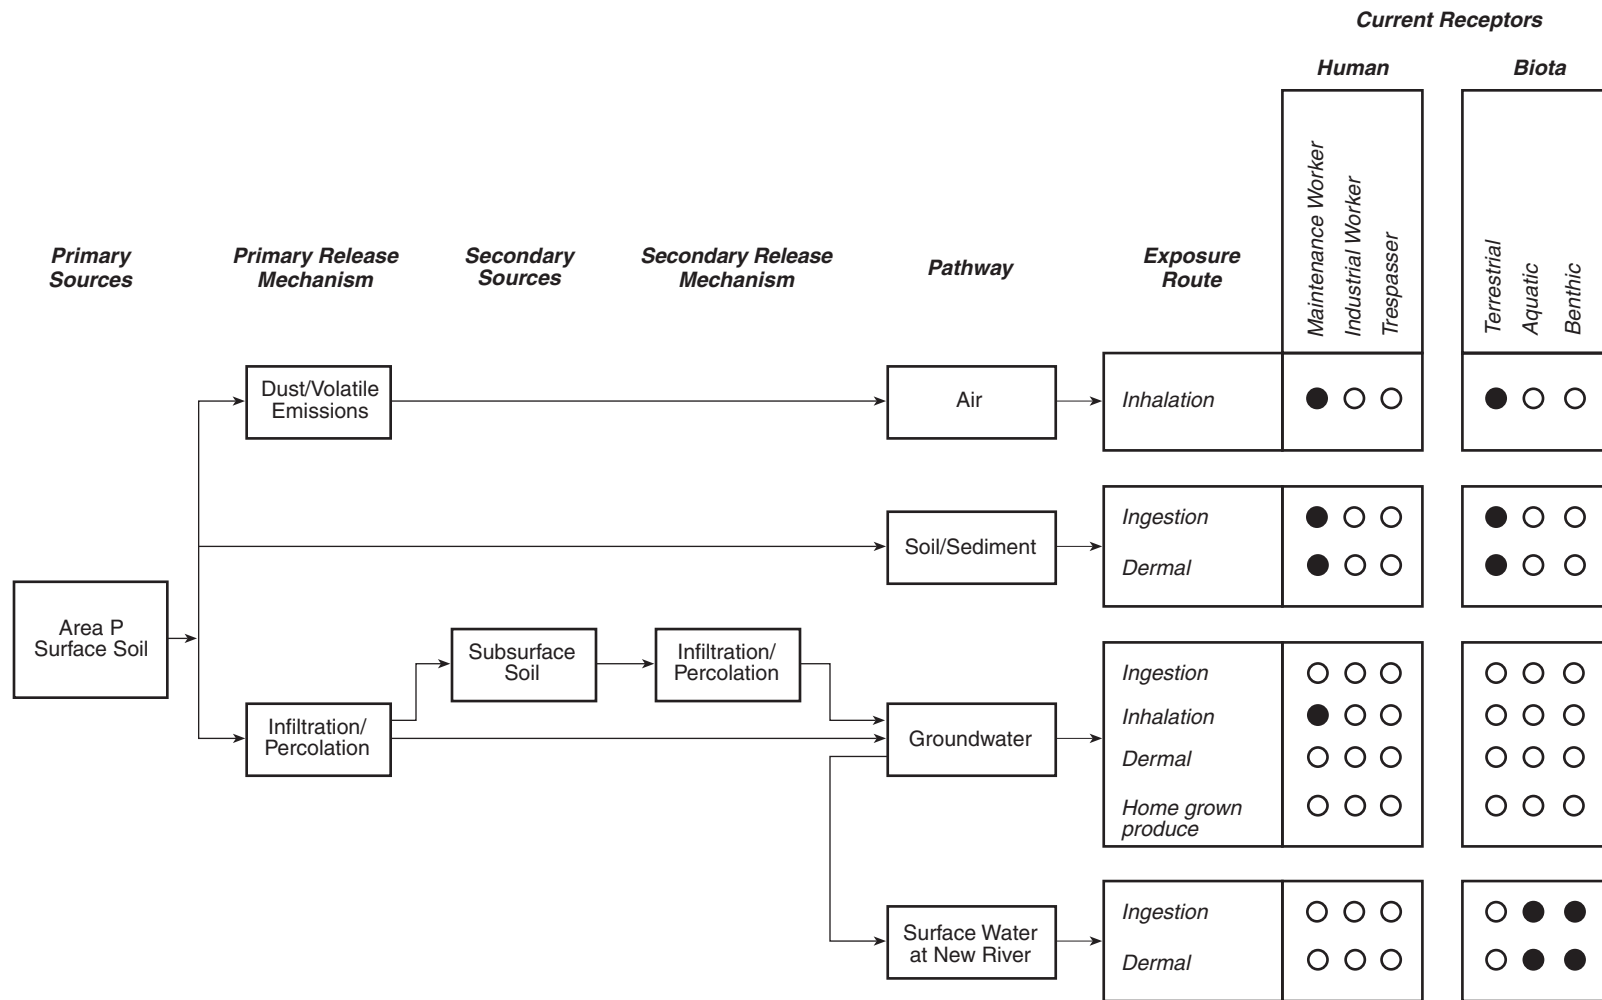 Current Receptors
Human
Biota
Maintenance Worker
Industrial Worker
Trespasser
Terrestrial
Aquatic
Benthic
Primary
Sources
Primary Release
Mechanism
Secondary
Sources
Secondary Release
Mechanism
Pathway
Exposure
Route
Dust/Volatile
Emissions
Air
Inhalation
Soil/Sediment
Ingestion
Dermal
Area P
Surface Soil
Subsurface
Soil
Infiltration/
Percolation
Infiltration/
Percolation
Groundwater
Ingestion
Inhalation
Dermal
Home grown
produce
Surface Water
at New River
Ingestion
Dermal